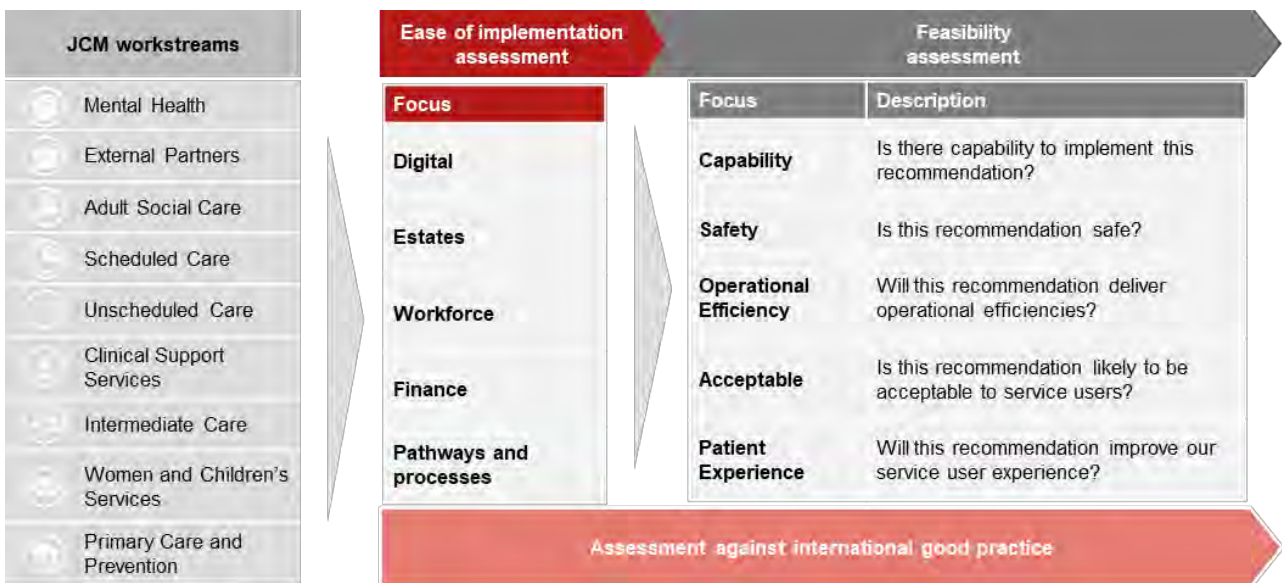 JCM workstreams
Mental Health
External Partners
Adult Social Care
Scheduled Care
Unscheduled Care
Clinical Support
Services
Intermediate Care
Women and Children's
Services
Primary Care and
Prevention
Ease of implementation
assessment
Focus
Digital
Estates
Workforce
Finance
Pathways and
processes
Feasibility
assessment
Focus
Description
Capability
Is there capability to implement this
recommendation?
Safety
Is this recommendation safe?
Operational
Efficiency
Will this recommendation deliver
operational efficiencies?
Acceptable
Is this recommendation likely to be
acceptable to service users?
Patient
Experience
Will this recommendation improve our
service user experience?
Assessment against international good practice